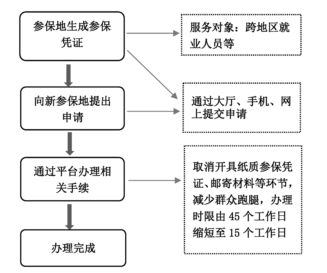 参保地生成参保
凭证
服务对象：跨地区就
业人员等
向新参保地提出
申请
通过大厅、手机、网
上提交申请
通过平台办理相
关手续
取消开具纸质参保凭
证、邮寄材料等环节，
减少群众跑腿，办理
时限由 45 个工作日
缩短至 15 个工作日
办理完成